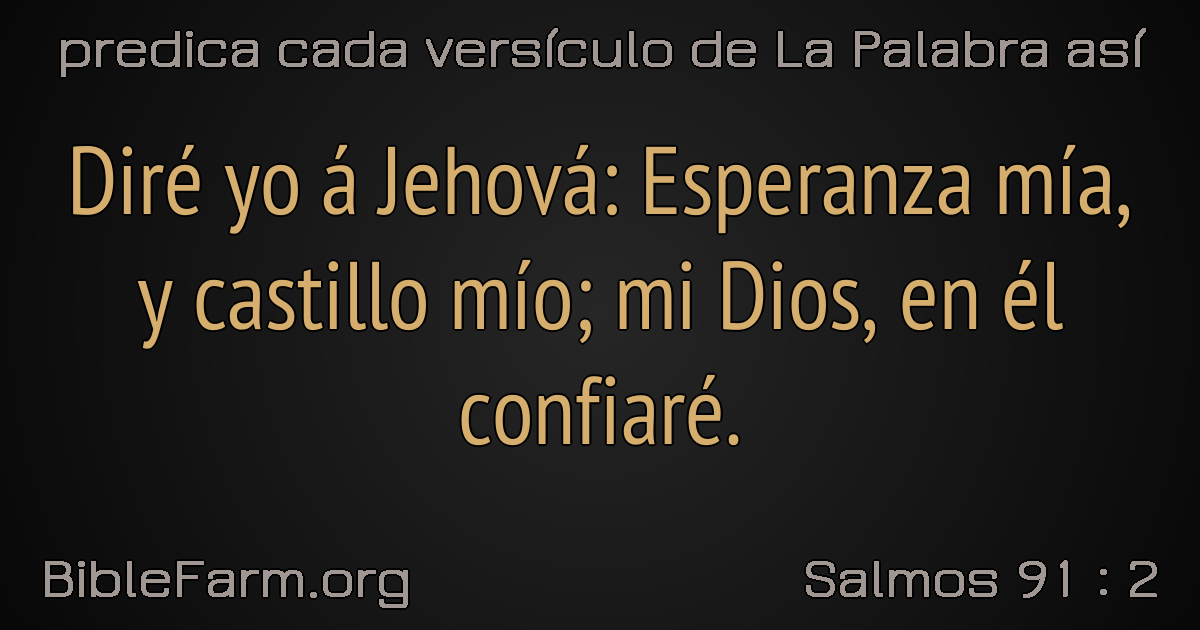 predica cada versículo de La Palabra así
Diré yo á Jehová: Esperanza mía,
y castillo mío; mi Dios, en él
confiaré.
BibleFarm.org
Salmos 91 : 2